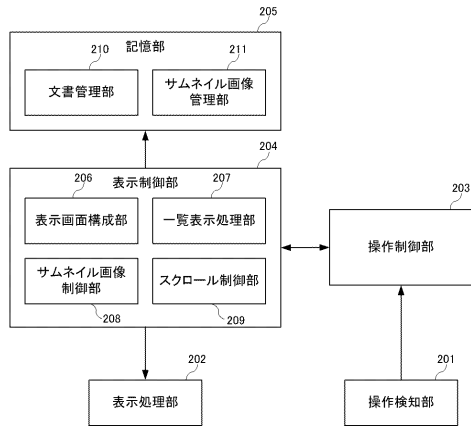 205
記憶部
210
211
文書管理部
サムネイル画像
管理部
204
表示制御部
206
207
203
表示画面構成部
一覧表示処理部
操作制御部
サムネイル画像
制御部
スクロール制御部
208
209
202
201
表示処理部
操作検知部